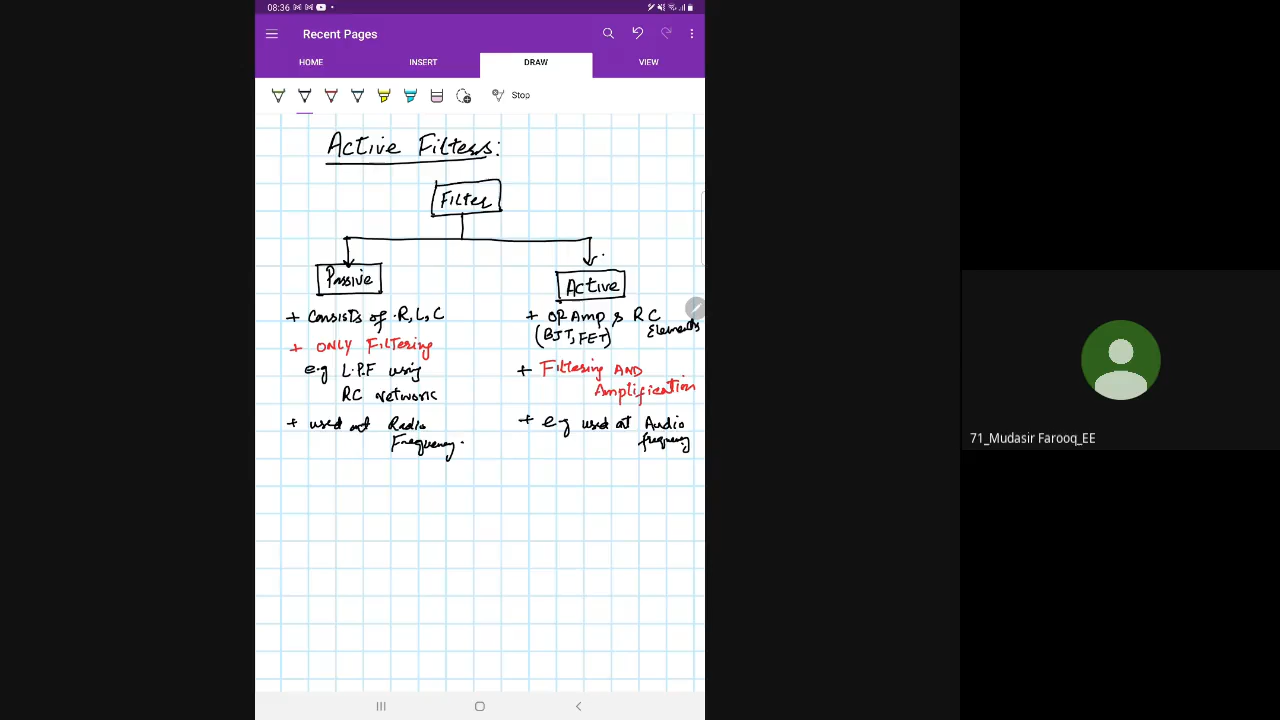 08:36
Recent Pages
HOME INSERT DRAW VIEW
Stop
Active Filters:
Filter
Passive
+ Consists of R, L, C
+ ONLY Filtering
e.g L.P.F using
RC network
+ used at Radio
Frequency.
Active
+ OP Amp & RC
Elements
(BJT, FET)
+ Filtering AND
Amplification
+ e.g used at Audio
frequency
71_Mudasir Farooq_EE